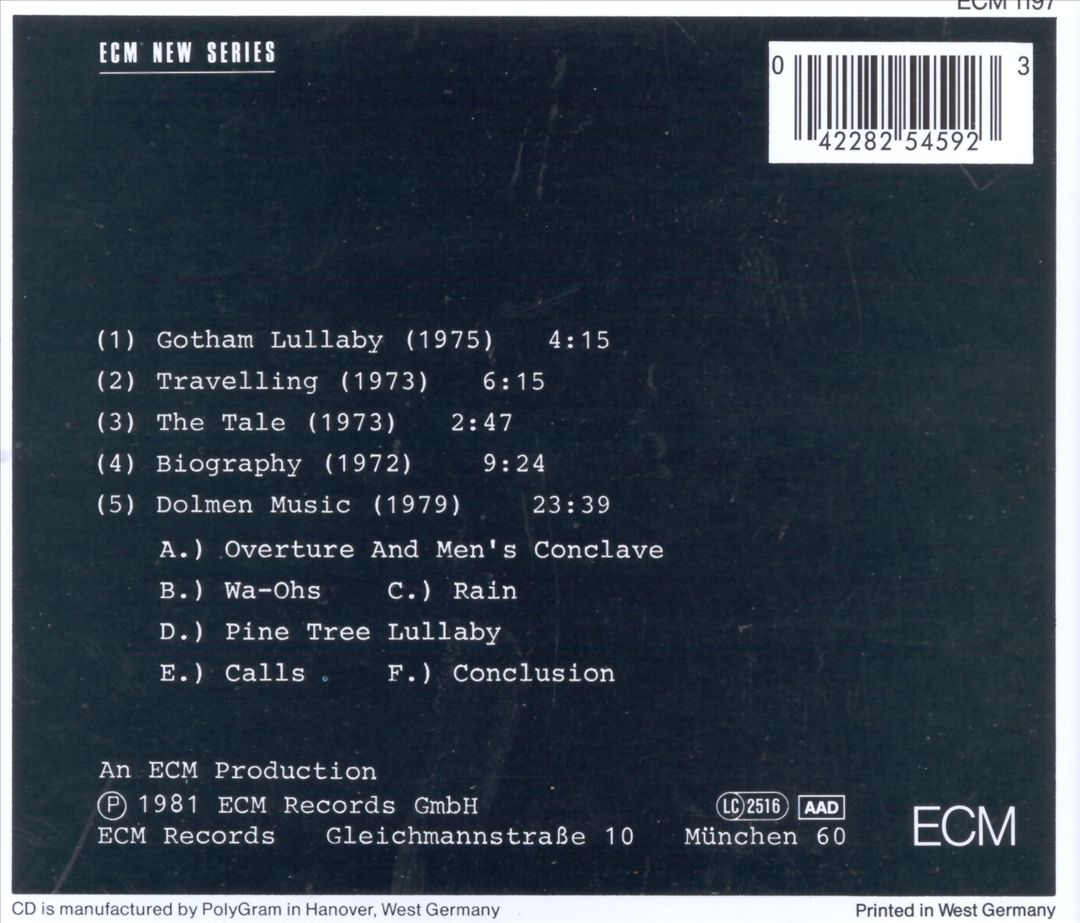 ECM 1197
ECM NEW SERIES
0 42282 54592 3
(1) Gotham Lullaby (1975) 4:15
(2) Travelling (1973) 6:15
(3) The Tale (1973) 2:47
(4) Biography (1972) 9:24
(5) Dolmen Music (1979) 23:39
A.) Overture And Men's Conclave
B.) Wa-Ohs C.) Rain
D.) Pine Tree Lullaby
E.) Calls F.) Conclusion
An ECM Production
Ⓟ 1981 ECM Records GmbH
LC 2516 AAD
ECM Records Gleichmannstraße 10 München 60
ECM
CD is manufactured by PolyGram in Hanover, West Germany
Printed in West Germany